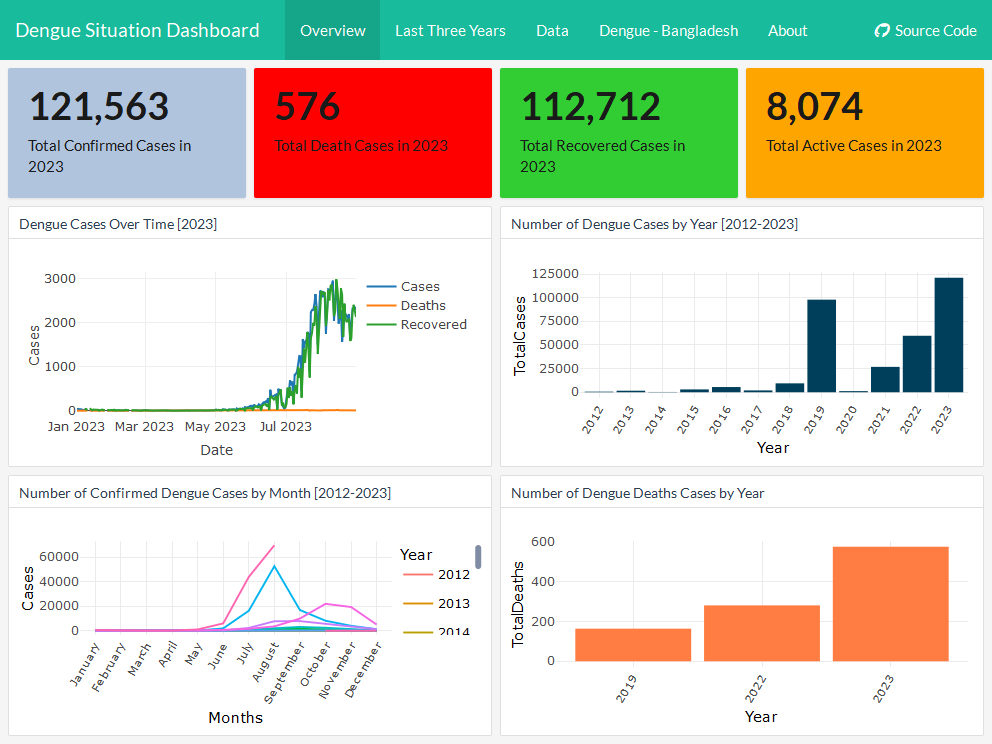 Dengue Situation Dashboard
Overview
Last Three Years
Data
Dengue - Bangladesh
About
Source Code
121,563
Total Confirmed Cases in
2023
576
Total Death Cases in 2023
112,712
Total Recovered Cases in
2023
8,074
Total Active Cases in 2023
Dengue Cases Over Time [2023]
3000
2000
1000
0
Cases
Jan 2023
Mar 2023
May 2023
Jul 2023
Date
Cases
Deaths
Recovered
Number of Dengue Cases by Year [2012-2023]
125000
100000
75000
50000
25000
0
TotalCases
2012
2013
2014
2015
2016
2017
2018
2019
2020
2021
2022
2023
Year
Number of Confirmed Dengue Cases by Month [2012-2023]
60000
40000
20000
0
Cases
January
February
March
April
May
June
July
August
September
October
November
December
Months
Year
2012
2013
2014
Number of Dengue Deaths Cases by Year
600
400
200
0
TotalDeaths
2019
2022
2023
Year